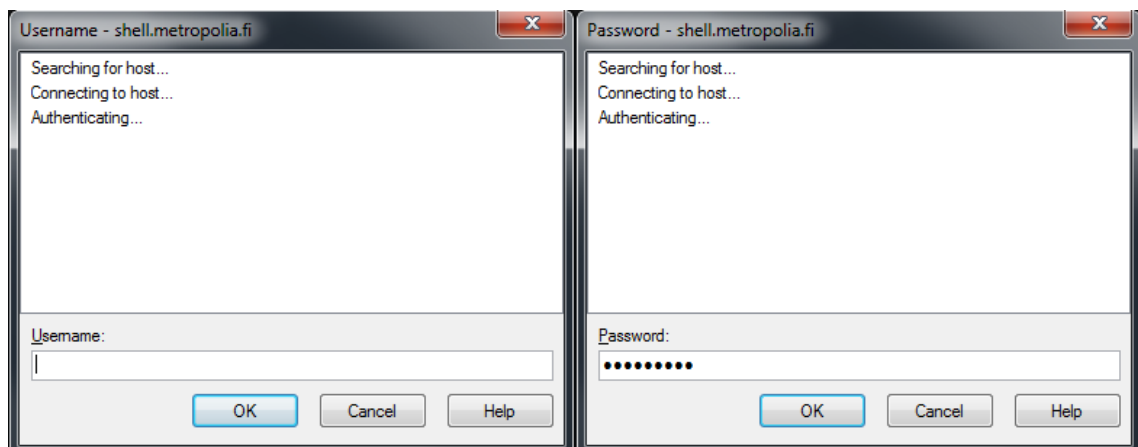 Username - shell.metropolia.fi
Searching for host...
Connecting to host...
Authenticating...
Username:
OK Cancel Help
Password - shell.metropolia.fi
Searching for host...
Connecting to host...
Authenticating...
Password:
•••••••••
OK Cancel Help